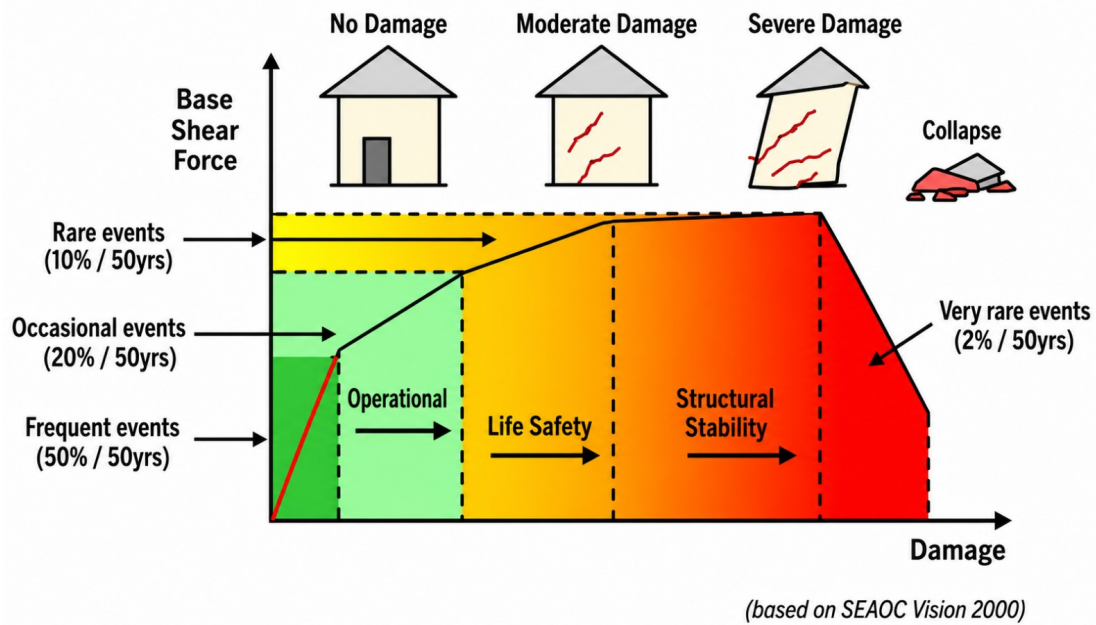 No Damage
Moderate Damage
Severe Damage
Collapse
Base
Shear
Force
Rare events
(10% / 50yrs)
Occasional events
(20% / 50yrs)
Frequent events
(50% / 50yrs)
Operational
Life Safety
Structural
Stability
Very rare events
(2% / 50yrs)
Damage
(based on SEAOC Vision 2000)